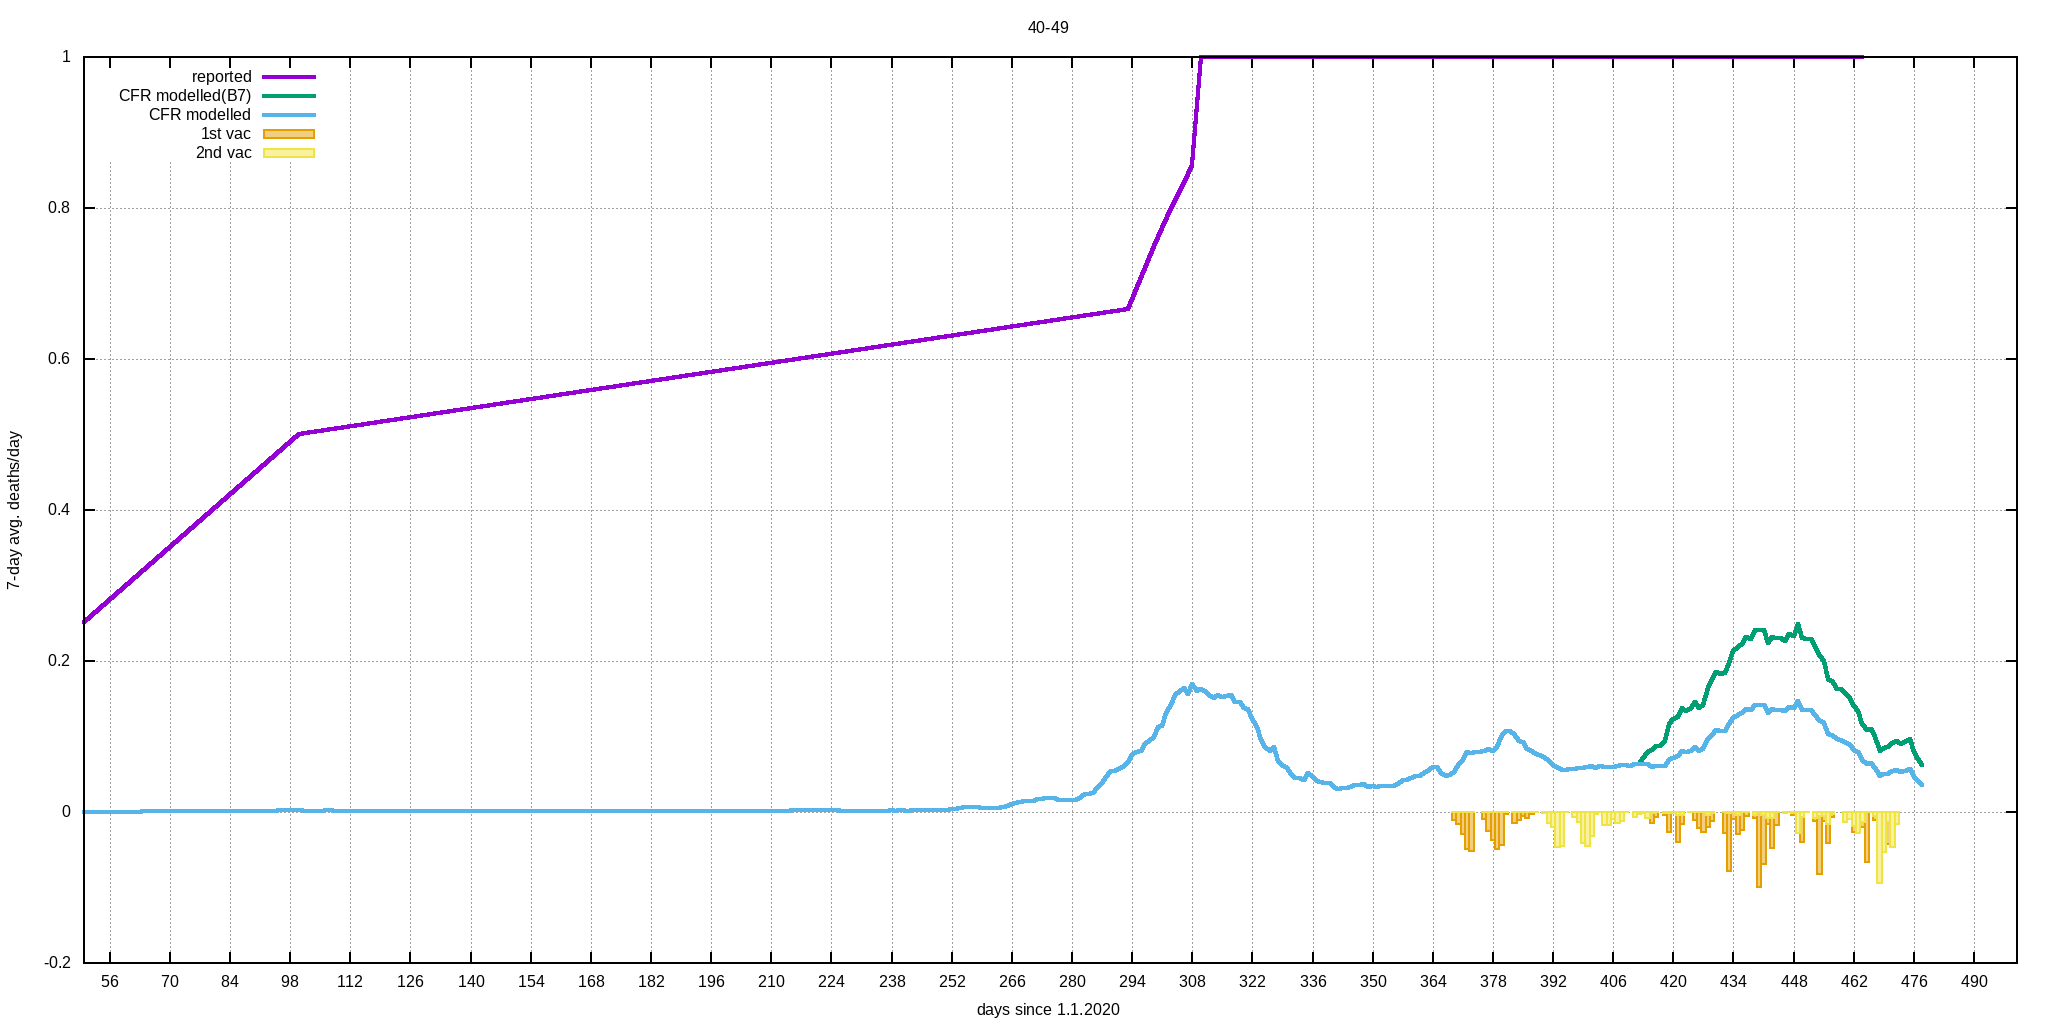 40-49
reported
CFR modelled(B7)
CFR modelled
1st vac
2nd vac
7-day avg. deaths/day
1
0.8
0.6
0.4
0.2
0
-0.2
56 70 84 98 112 126 140 154 168 182 196 210 224 238 252 266 280 294 308 322 336 350 364 378 392 406 420 434 448 462 476 490
days since 1.1.2020